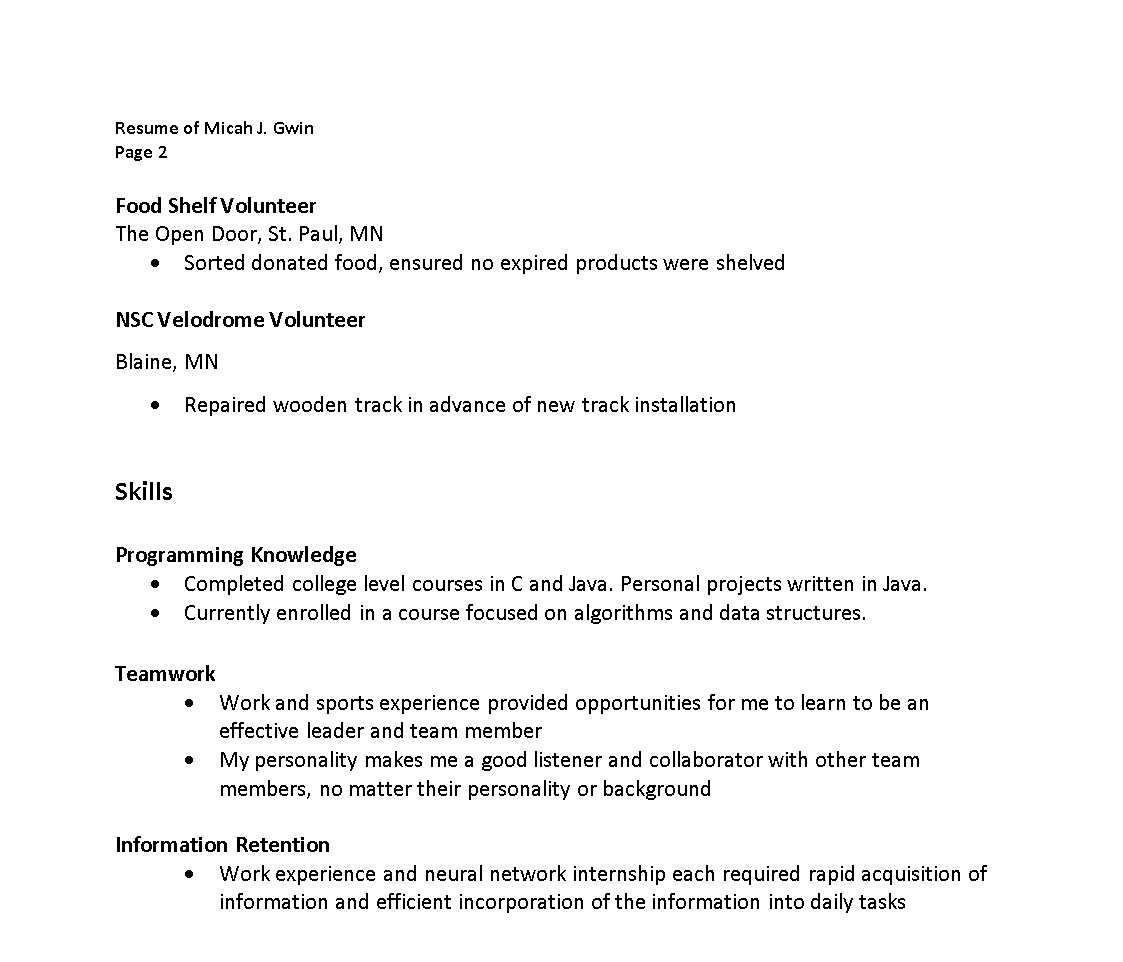 Resume of Micah J. Gwin
Page 2
Food Shelf Volunteer
The Open Door, St. Paul, MN
• Sorted donated food, ensured no expired products were shelved
NSC Velodrome Volunteer
Blaine, MN
• Repaired wooden track in advance of new track installation
Skills
Programming Knowledge
• Completed college level courses in C and Java. Personal projects written in Java.
• Currently enrolled in a course focused on algorithms and data structures.
Teamwork
• Work and sports experience provided opportunities for me to learn to be an
effective leader and team member
• My personality makes me a good listener and collaborator with other team
members, no matter their personality or background
Information Retention
• Work experience and neural network internship each required rapid acquisition of
information and efficient incorporation of the information into daily tasks